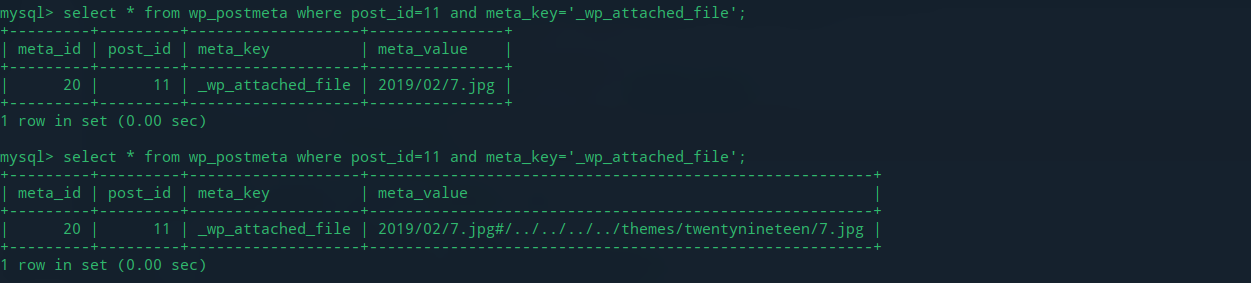 mysql> select * from wp_postmeta where post_id=11 and meta_key='_wp_attached_file';
+---------+---------+-------------------+---------------+
| meta_id | post_id | meta_key          | meta_value    |
+---------+---------+-------------------+---------------+
|      20 |      11 | _wp_attached_file | 2019/02/7.jpg |
+---------+---------+-------------------+---------------+
1 row in set (0.00 sec)

mysql> select * from wp_postmeta where post_id=11 and meta_key='_wp_attached_file';
+---------+---------+-------------------+--------------------------------------------------------+
| meta_id | post_id | meta_key          | meta_value                                             |
+---------+---------+-------------------+--------------------------------------------------------+
|      20 |      11 | _wp_attached_file | 2019/02/7.jpg#/../../../../themes/twentynineteen/7.jpg |
+---------+---------+-------------------+--------------------------------------------------------+
1 row in set (0.00 sec)